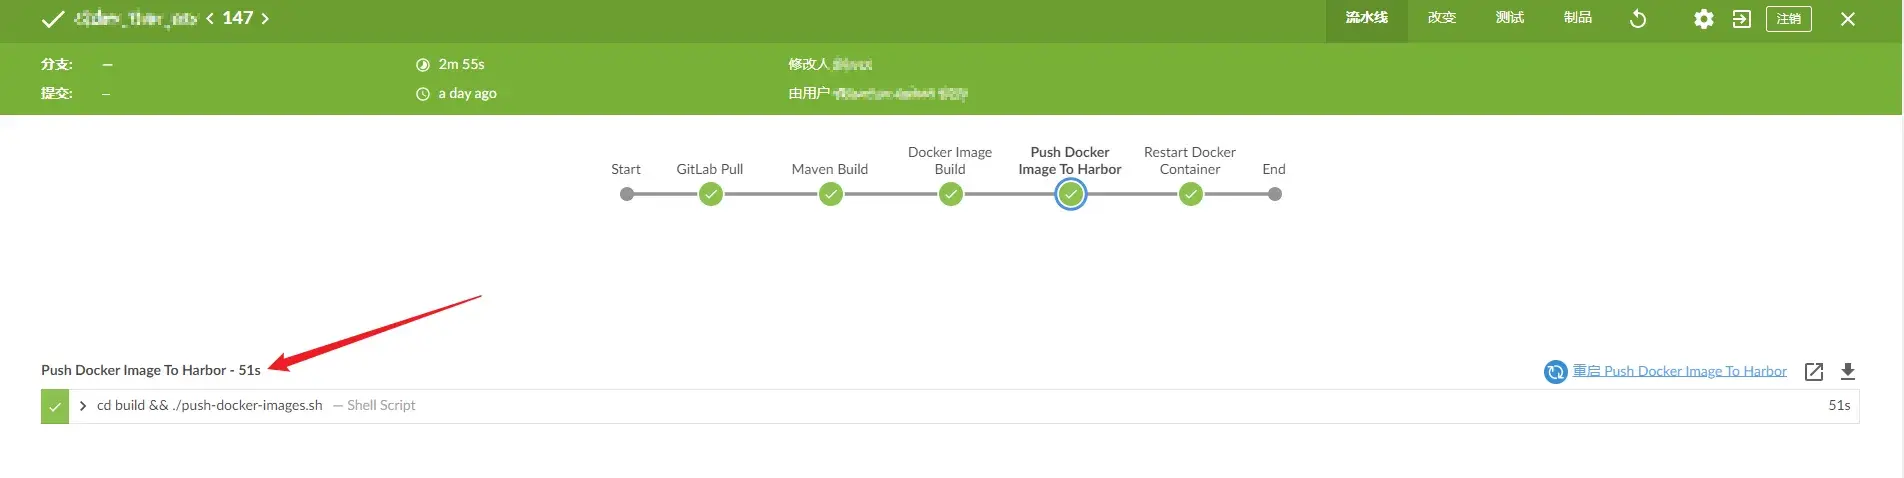 147
流水线 改变 测试 制品 注销
分支: — 2m 55s 修改人
提交: – a day ago 由用户
Start GitLab Pull Maven Build Docker Image Build Push Docker Image To Harbor Restart Docker Container End
Push Docker Image To Harbor - 51s 重启 Push Docker Image To Harbor
cd build && ./push-docker-images.sh — Shell Script 51s